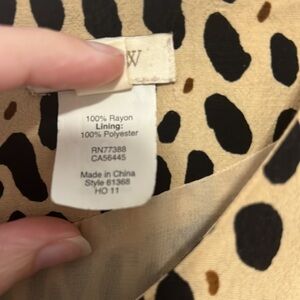 W
100% Rayon
Lining:
100% Polyester
RN77388
CA56445
Made in China
Style 61368
HO 11